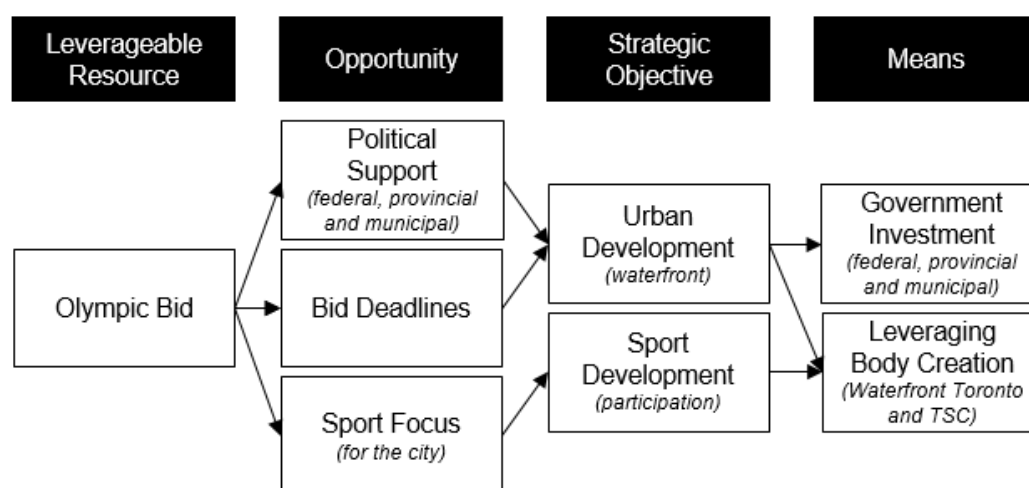 Leverageable
Resource
Opportunity
Strategic
Objective
Means
Olympic Bid
Political
Support
(federal, provincial
and municipal)
Bid Deadlines
Sport Focus
(for the city)
Urban
Development
(waterfront)
Sport
Development
(participation)
Government
Investment
(federal, provincial
and municipal)
Leveraging
Body Creation
(Waterfront Toronto
and TSC)